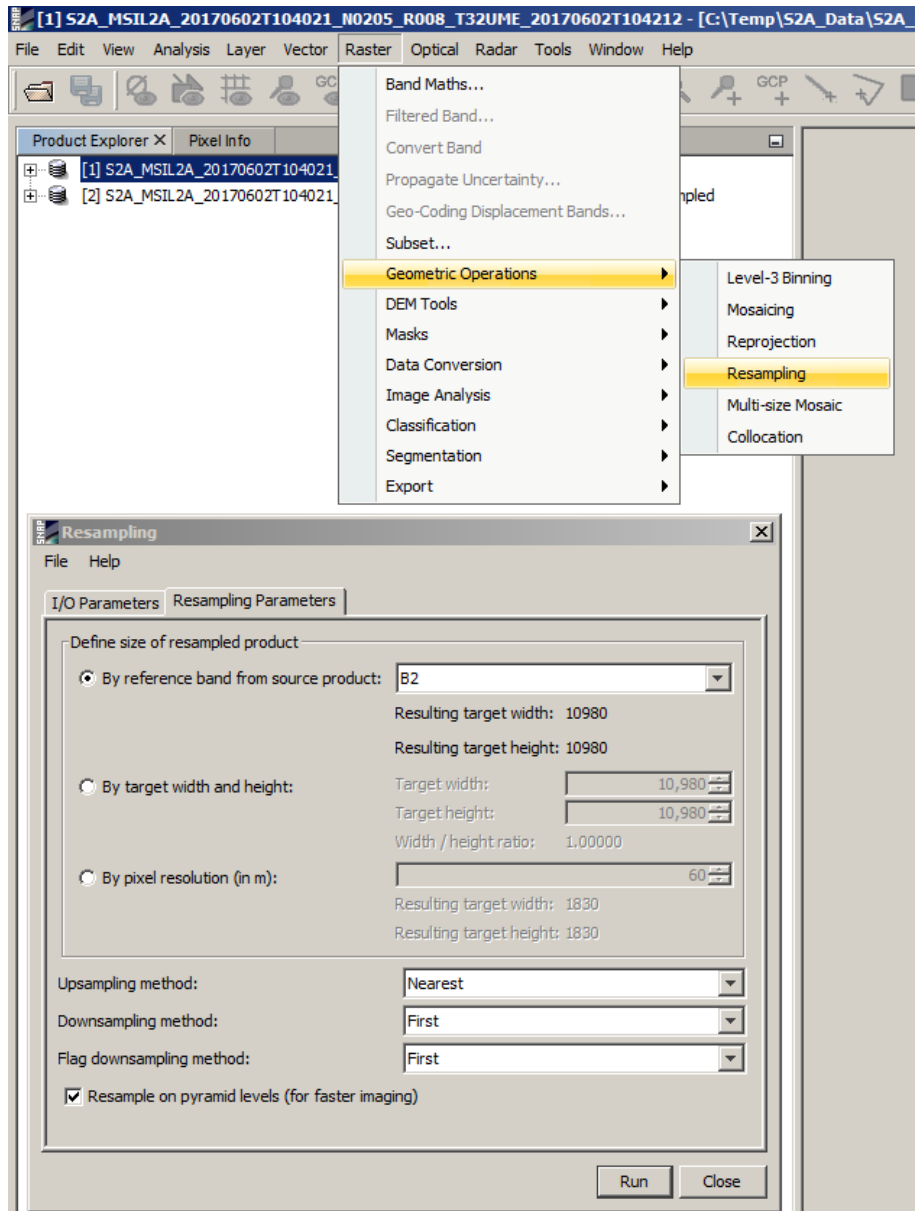 [1] S2A_MSIL2A_20170602T104021_N0205_R008_T32UME_20170602T104212 - [C:\Temp\S2A_Data\S2A_
File Edit View Analysis Layer Vector Raster Optical Radar Tools Window Help
GC
GCP
Product Explorer Pixel Info
[1] S2A_MSIL2A_20170602T104021_
[2] S2A_MSIL2A_20170602T104021_
mpled
Band Maths...
Filtered Band...
Convert Band
Propagate Uncertainty...
Geo-Coding Displacement Bands...
Subset...
Geometric Operations
DEM Tools
Masks
Data Conversion
Image Analysis
Classification
Segmentation
Export
Level-3 Binning
Mosaicing
Reprojection
Resampling
Multi-size Mosaic
Collocation
SNAP Resampling
File Help
I/O Parameters Resampling Parameters
Define size of resampled product
By reference band from source product: B2
Resulting target width: 10980
Resulting target height: 10980
By target width and height: Target width: 10,980
Target height: 10,980
Width / height ratio: 1.00000
By pixel resolution (in m): 60
Resulting target width: 1830
Resulting target height: 1830
Upsampling method: Nearest
Downsampling method: First
Flag downsampling method: First
Resample on pyramid levels (for faster imaging)
Run Close